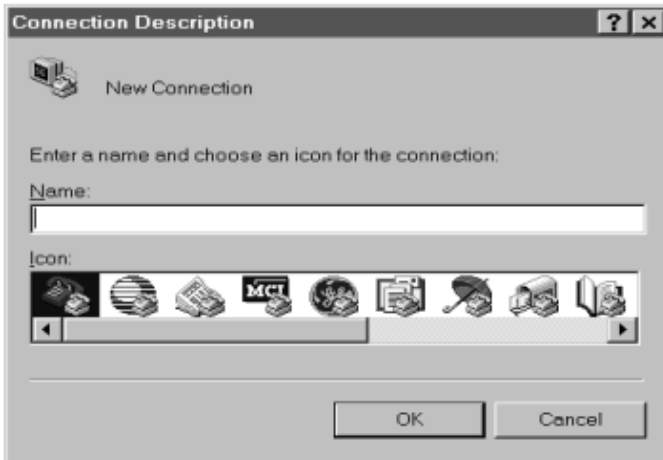 Connection Description
New Connection
Enter a name and choose an icon for the connection:
Name:
Icon:
MCI
OK
Cancel